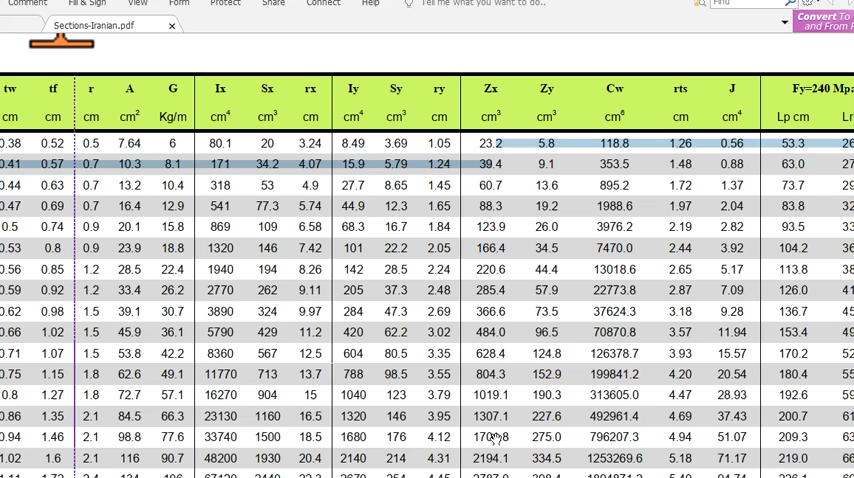 Comment Fill & Sign View Form Protect Share Connect Help Tell me what you want to do.. Find
Sections-Iranian.pdf x Convert To
and From
tw tf r A G Ix Sx rx Iy Sy ry Zx Zy Cw rts J Fy=240 Mpa
cm cm cm cm² Kg/m cm⁴ cm³ cm cm⁴ cm³ cm cm³ cm³ cm⁶ cm cm⁴ Lp cm Lr
0.38 0.52 0.5 7.64 6 80.1 20 3.24 8.49 3.69 1.05 23.2 5.8 118.8 1.26 0.56 53.3 26
0.41 0.57 0.7 10.3 8.1 171 34.2 4.07 15.9 5.79 1.24 39.4 9.1 353.5 1.48 0.88 63.0 27
0.44 0.63 0.7 13.2 10.4 318 53 4.9 27.7 8.65 1.45 60.7 13.6 895.2 1.72 1.37 73.7 29
0.47 0.69 0.7 16.4 12.9 541 77.3 5.74 44.9 12.3 1.65 88.3 19.2 1988.6 1.97 2.04 83.8 32
0.5 0.74 0.9 20.1 15.8 869 109 6.58 68.3 16.7 1.84 123.9 26.0 3976.2 2.19 2.82 93.5 33
0.53 0.8 0.9 23.9 18.8 1320 146 7.42 101 22.2 2.05 166.4 34.5 7470.0 2.44 3.92 104.2 36
0.56 0.85 1.2 28.5 22.4 1940 194 8.26 142 28.5 2.24 220.6 44.4 13018.6 2.65 5.17 113.8 38
0.59 0.92 1.2 33.4 26.2 2770 262 9.11 205 37.3 2.48 285.4 57.9 22773.8 2.87 7.09 126.0 41
0.62 0.98 1.5 39.1 30.7 3890 324 9.97 284 47.3 2.69 366.6 73.5 37624.3 3.18 9.28 136.7 45
0.66 1.02 1.5 45.9 36.1 5790 429 11.2 420 62.2 3.02 484.0 96.5 70870.8 3.57 11.94 153.4 49
0.71 1.07 1.5 53.8 42.2 8360 567 12.5 604 80.5 3.35 628.4 124.8 126378.7 3.93 15.57 170.2 52
0.75 1.15 1.8 62.6 49.1 11770 713 13.7 788 98.5 3.55 804.3 152.9 199841.2 4.20 20.54 180.4 55
0.8 1.27 1.8 72.7 57.1 16270 904 15 1040 123 3.79 1019.1 190.3 313605.0 4.47 28.93 192.6 59
0.86 1.35 2.1 84.5 66.3 23130 1160 16.5 1320 146 3.95 1307.1 227.6 492961.4 4.69 37.43 200.7 61
0.94 1.46 2.1 98.8 77.6 33740 1500 18.5 1680 176 4.12 275.0 796207.3 4.94 51.07 209.3 63
1.02 1.6 2.1 116 90.7 48200 1930 20.4 2140 214 4.31 2194.1 334.5 1253269.6 5.18 71.17 219.0 66